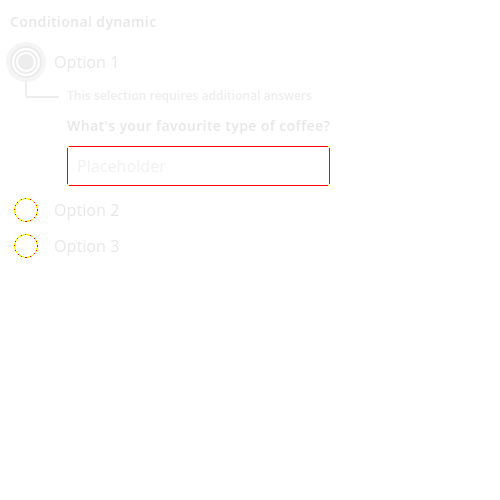 Conditional dynamic
Option 1
This selection requires additional answers
What's your favourite type of coffee?
Placeholder
Option 2
Option 3